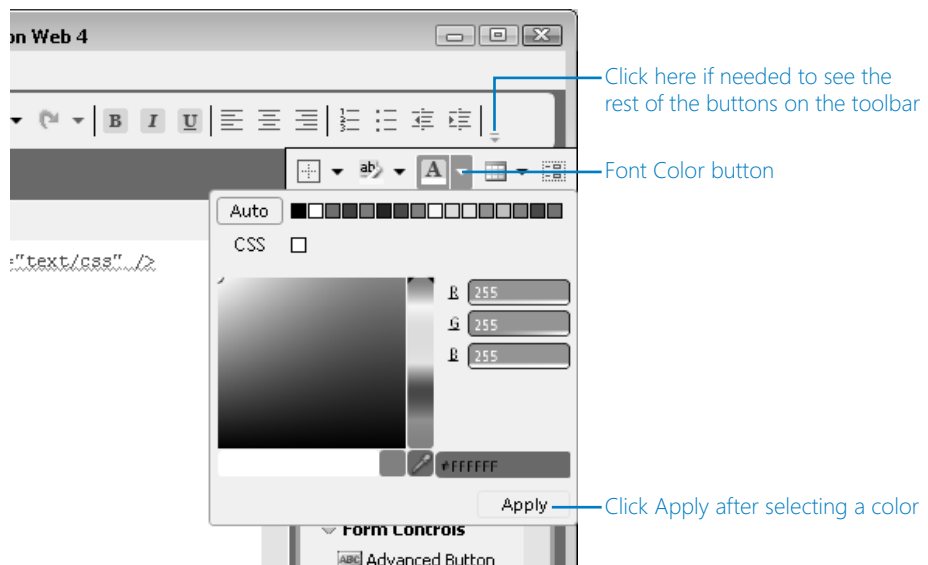 on Web 4
Click here if needed to see the
rest of the buttons on the toolbar
B I U
ab
A
Font Color button
Auto
CSS
="text/css" />
R 255
G 255
B 255
#FFFFFF
Apply
Click Apply after selecting a color
Form Controls
ABC Advanced Button